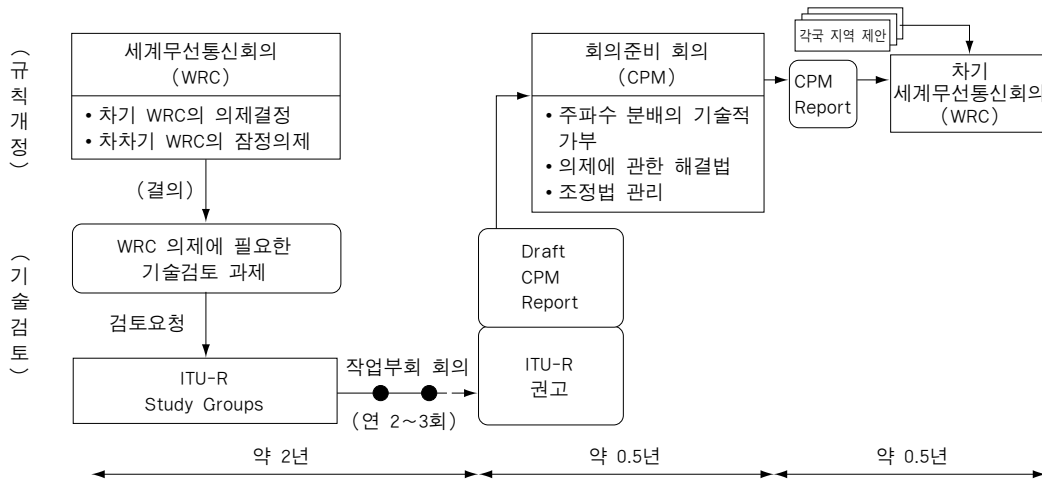 (규칙개정)
세계무선통신회의
(WRC)
• 차기 WRC의 의제결정
• 차차기 WRC의 잠정의제
(결의)
(기술검토)
WRC 의제에 필요한
기술검토 과제
검토요청
ITU-R
Study Groups
작업부회 회의
(연 2~3회)
회의준비 회의
(CPM)
• 주파수 분배의 기술적
가부
• 의제에 관한 해결법
• 조정법 관리
Draft
CPM
Report
ITU-R
권고
각국 지역 제안
CPM
Report
차기
세계무선통신회의
(WRC)
약 2년
약 0.5년
약 0.5년